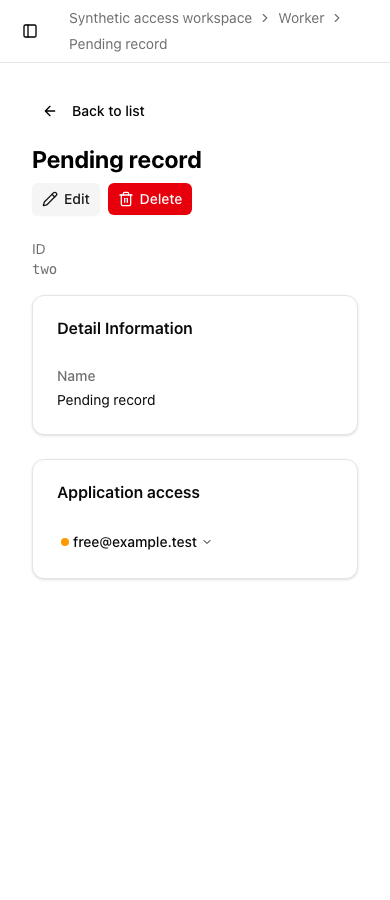 Synthetic access workspace > Worker >
Pending record
Back to list
Pending record
Edit Delete
ID
two
Detail Information
Name
Pending record
Application access
free@example.test